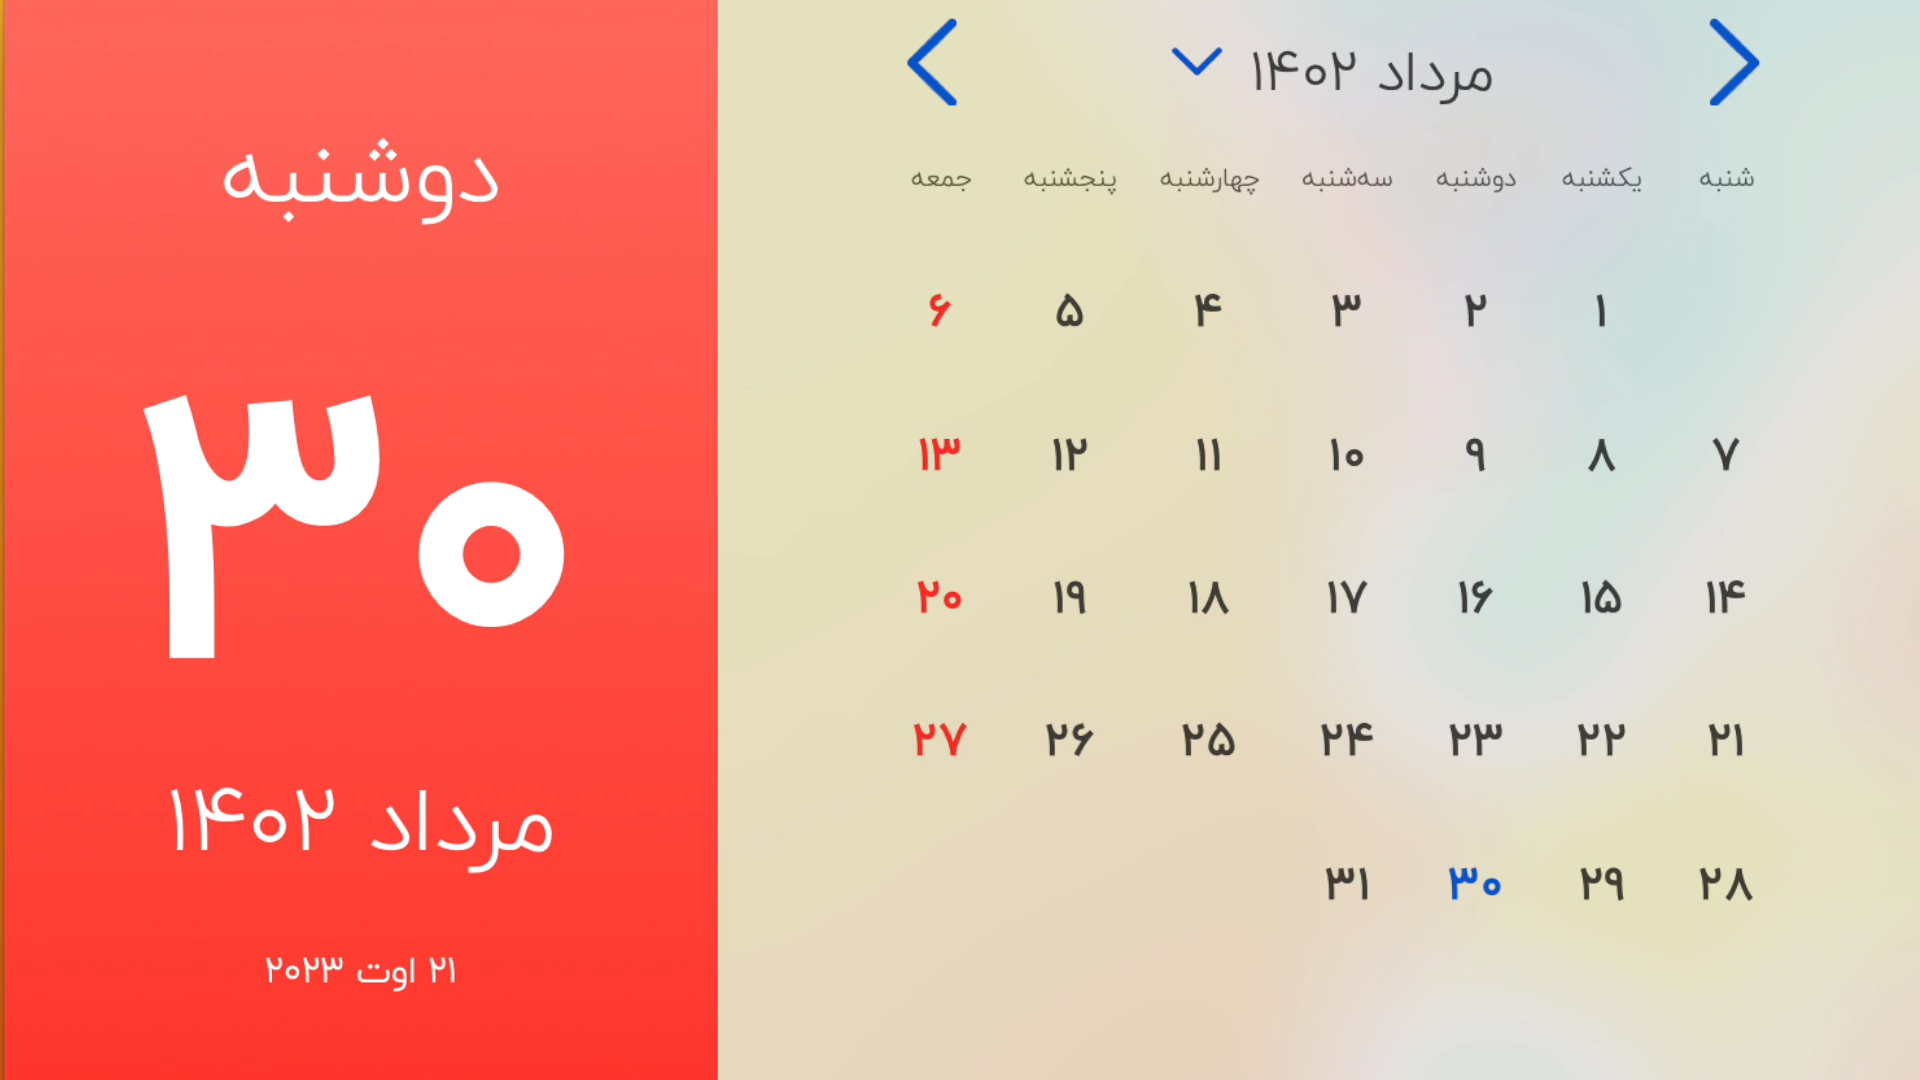 دوشنبه
۳۰
مرداد ۱۴۰۲
۲۱ اوت ۲۰۲۳
مرداد ۱۴۰۲
شنبه یکشنبه دوشنبه سه‌شنبه چهارشنبه پنجشنبه جمعه
۱ ۲ ۳ ۴ ۵ ۶
۷ ۸ ۹ ۱۰ ۱۱ ۱۲ ۱۳
۱۴ ۱۵ ۱۶ ۱۷ ۱۸ ۱۹ ۲۰
۲۱ ۲۲ ۲۳ ۲۴ ۲۵ ۲۶ ۲۷
۲۸ ۲۹ ۳۰ ۳۱